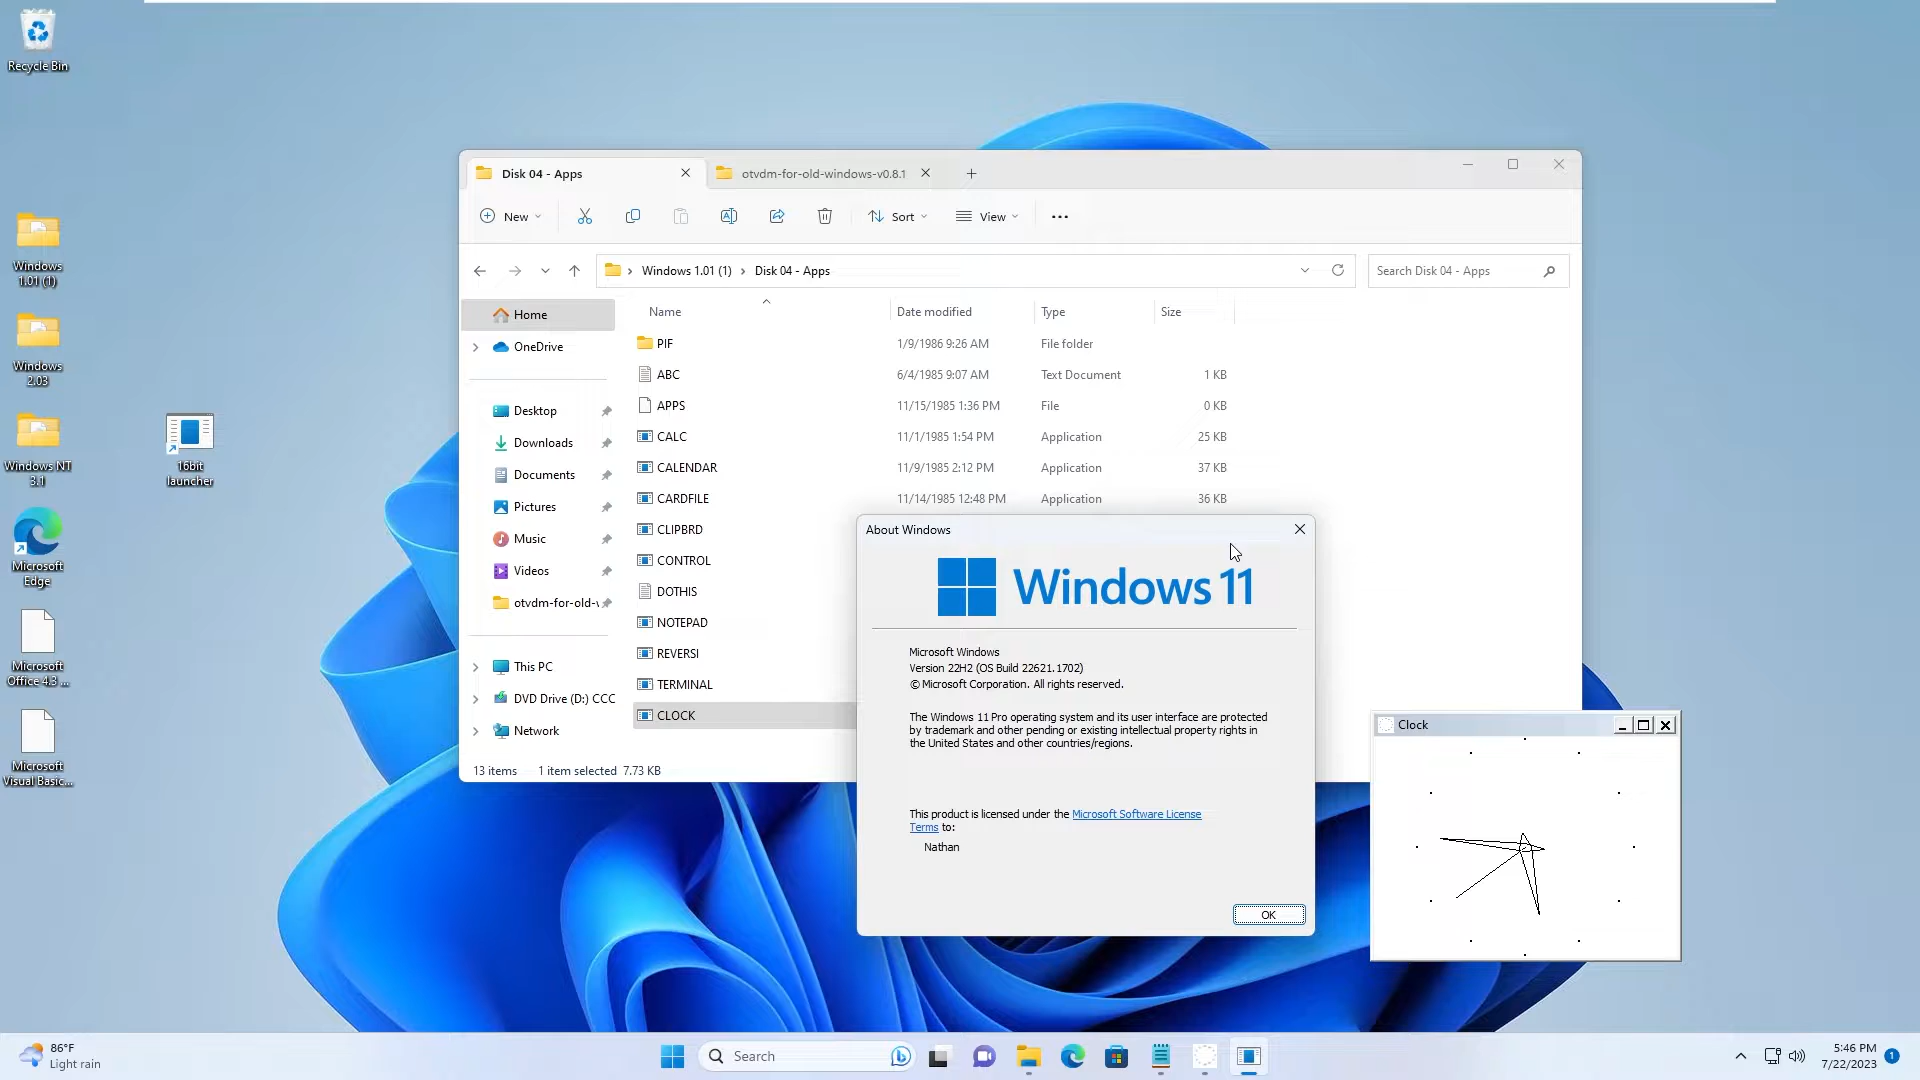 Recycle Bin
Windows
1.01 (1)
Windows
2.03
Windows NT
3.1
16bit
launcher
Microsoft
Edge
Microsoft
Office 4.3 ...
Microsoft
Visual Basic...
Disk 04 - Apps
otvdm-for-old-windows-v0.8.1
New
Sort
View
Windows 1.01 (1) › Disk 04 - Apps
Search Disk 04 - Apps
Home
OneDrive
Desktop
Downloads
Documents
Pictures
Music
Videos
otvdm-for-old-
This PC
DVD Drive (D:) CCC
Network
Name Date modified Type Size
PIF 1/9/1986 9:26 AM File folder
ABC 6/4/1985 9:07 AM Text Document 1 KB
APPS 11/15/1985 1:36 PM File 0 KB
CALC 11/1/1985 1:54 PM Application 25 KB
CALENDAR 11/9/1985 2:12 PM Application 37 KB
CARDFILE 11/14/1985 12:48 PM Application 36 KB
CLIPBRD
CONTROL
DOTHIS
NOTEPAD
REVERSI
TERMINAL
CLOCK
13 items 1 item selected 7.73 KB
About Windows
Windows 11
Microsoft Windows
Version 22H2 (OS Build 22621.1702)
© Microsoft Corporation. All rights reserved.
The Windows 11 Pro operating system and its user interface are protected
by trademark and other pending or existing intellectual property rights in
the United States and other countries/regions.
This product is licensed under the Microsoft Software License
Terms to:
Nathan
OK
Clock
86°F
Light rain
Search
5:46 PM
7/22/2023
1